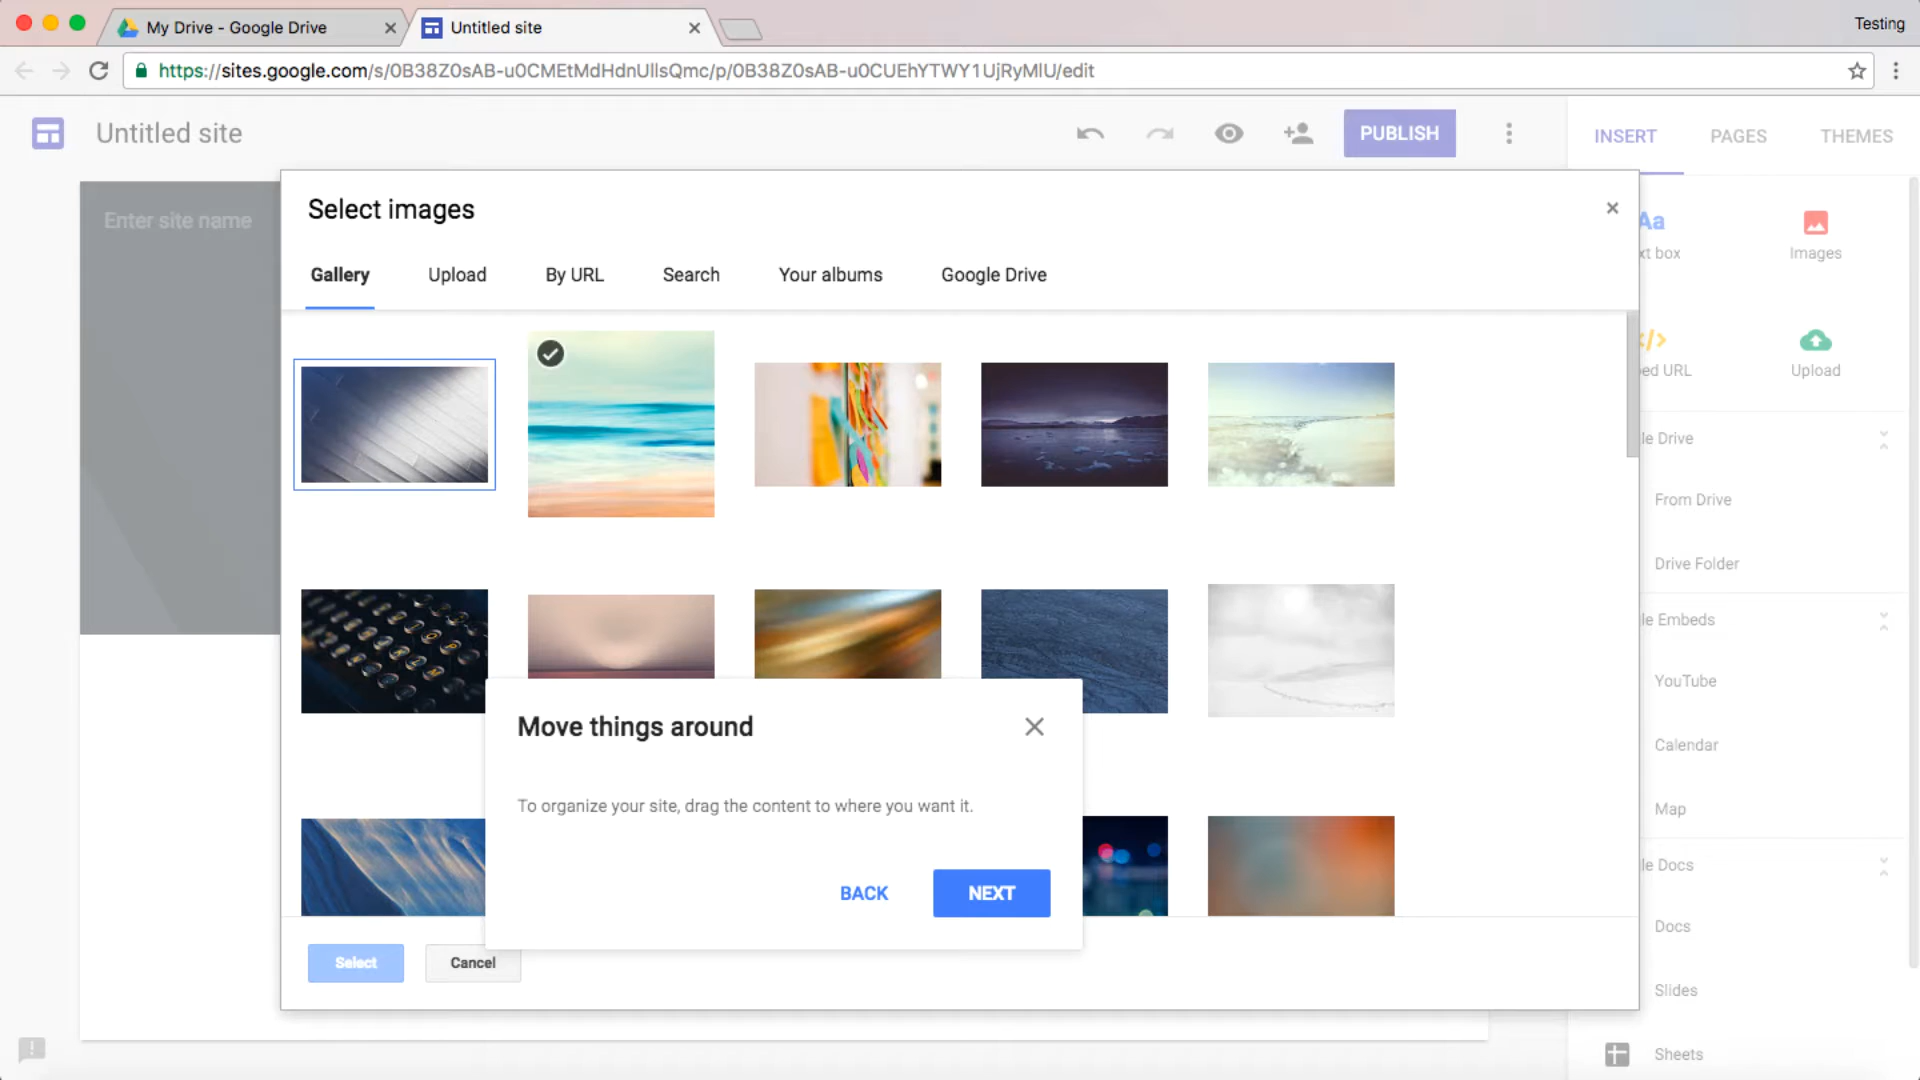 My Drive - Google Drive
Untitled site
Testing
https://sites.google.com/s/0B38Z0sAB-u0CMEtMdHdnUllsQmc/p/0B38Z0sAB-u0CUEhYTWY1UjRyMlU/edit
Untitled site
PUBLISH
INSERT
PAGES
THEMES
Enter site name
Select images
Gallery
Upload
By URL
Search
Your albums
Google Drive
Aa
xt box
Images
ed URL
Upload
le Drive
From Drive
Drive Folder
le Embeds
YouTube
Calendar
Map
le Docs
Docs
Slides
Sheets
Move things around
To organize your site, drag the content to where you want it.
BACK
NEXT
Select
Cancel